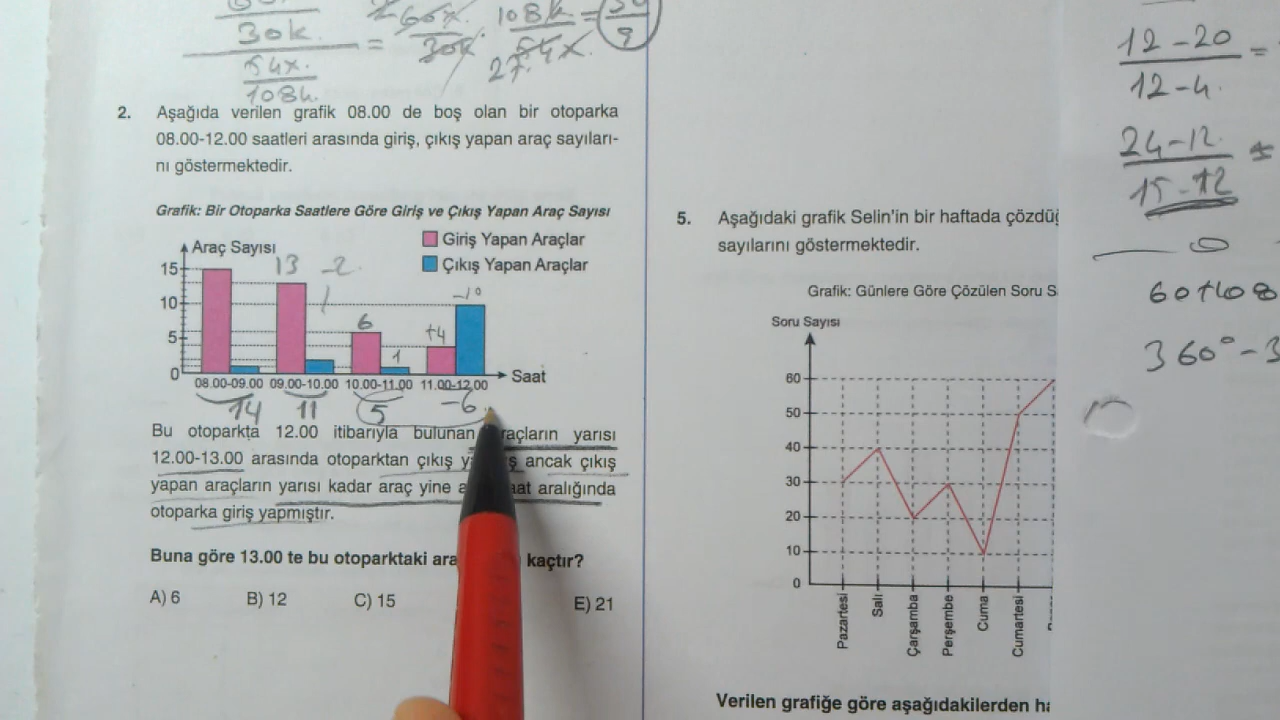 30k.
54x.
108k.
=
66x.
30k.
108k
54x.
27.
=
9
2. Aşağıda verilen grafik 08.00 de boş olan bir otoparka
08.00-12.00 saatleri arasında giriş, çıkış yapan araç sayıları-
nı göstermektedir.
Grafik: Bir Otoparka Saatlere Göre Giriş ve Çıkış Yapan Araç Sayısı
Araç Sayısı
Giriş Yapan Araçlar
Çıkış Yapan Araçlar
15
10
5
0
13 -2
6
1
+4
-10
08.00-09.00 09.00-10.00 10.00-11.00 11.00-12.00 Saat
14 11 5 -6
Bu otoparkta 12.00 itibarıyla bulunan
12.00-13.00 arasında otoparktan çıkış ancak çıkış
yapan araçların yarısı kadar araç yine aralığında
otoparka giriş yapmıştır.
Buna göre 13.00 te bu otoparktaki kaçtır?
A) 6 B) 12 C) 15 E) 21
5. Aşağıdaki grafik Selin'in bir haftada
sayılarını göstermektedir.
Grafik: Günlere Göre Çözülen Soru S
Soru Sayısı
60
50
40
30
20
10
0
Pazartesi Salı Çarşamba Perşembe Cuma Cumartesi
Verilen grafiğe göre aşağıdakilerden
12-20
12-4.
=
24-12
15-12
60+108
360°-3